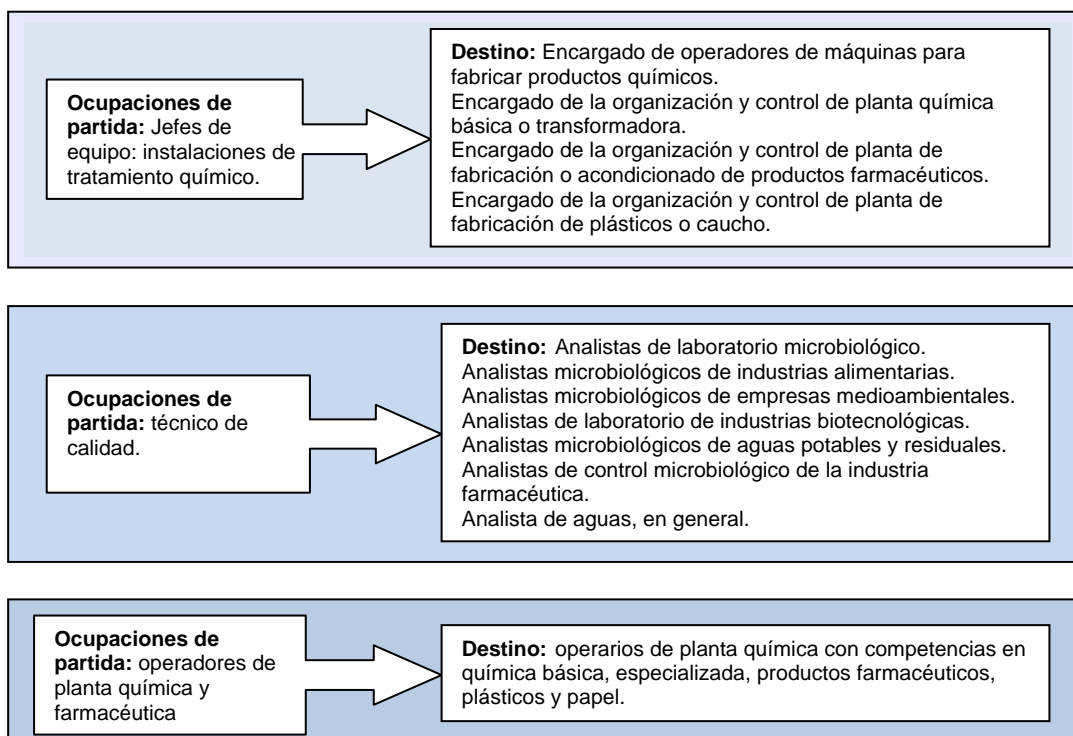 Ocupaciones de
partida: Jefes de
equipo: instalaciones de
tratamiento químico.
Destino: Encargado de operadores de máquinas para
fabricar productos químicos.
Encargado de la organización y control de planta química
básica o transformadora.
Encargado de la organización y control de planta de
fabricación o acondicionado de productos farmacéuticos.
Encargado de la organización y control de planta de
fabricación de plásticos o caucho.
Ocupaciones de
partida: técnico de
calidad.
Destino: Analistas de laboratorio microbiológico.
Analistas microbiológicos de industrias alimentarias.
Analistas microbiológicos de empresas medioambientales.
Analistas de laboratorio de industrias biotecnológicas.
Analistas microbiológicos de aguas potables y residuales.
Analistas de control microbiológico de la industria
farmacéutica.
Analista de aguas, en general.
Ocupaciones de
partida: operadores de
planta química y
farmacéutica
Destino: operarios de planta química con competencias en
química básica, especializada, productos farmacéuticos,
plásticos y papel.